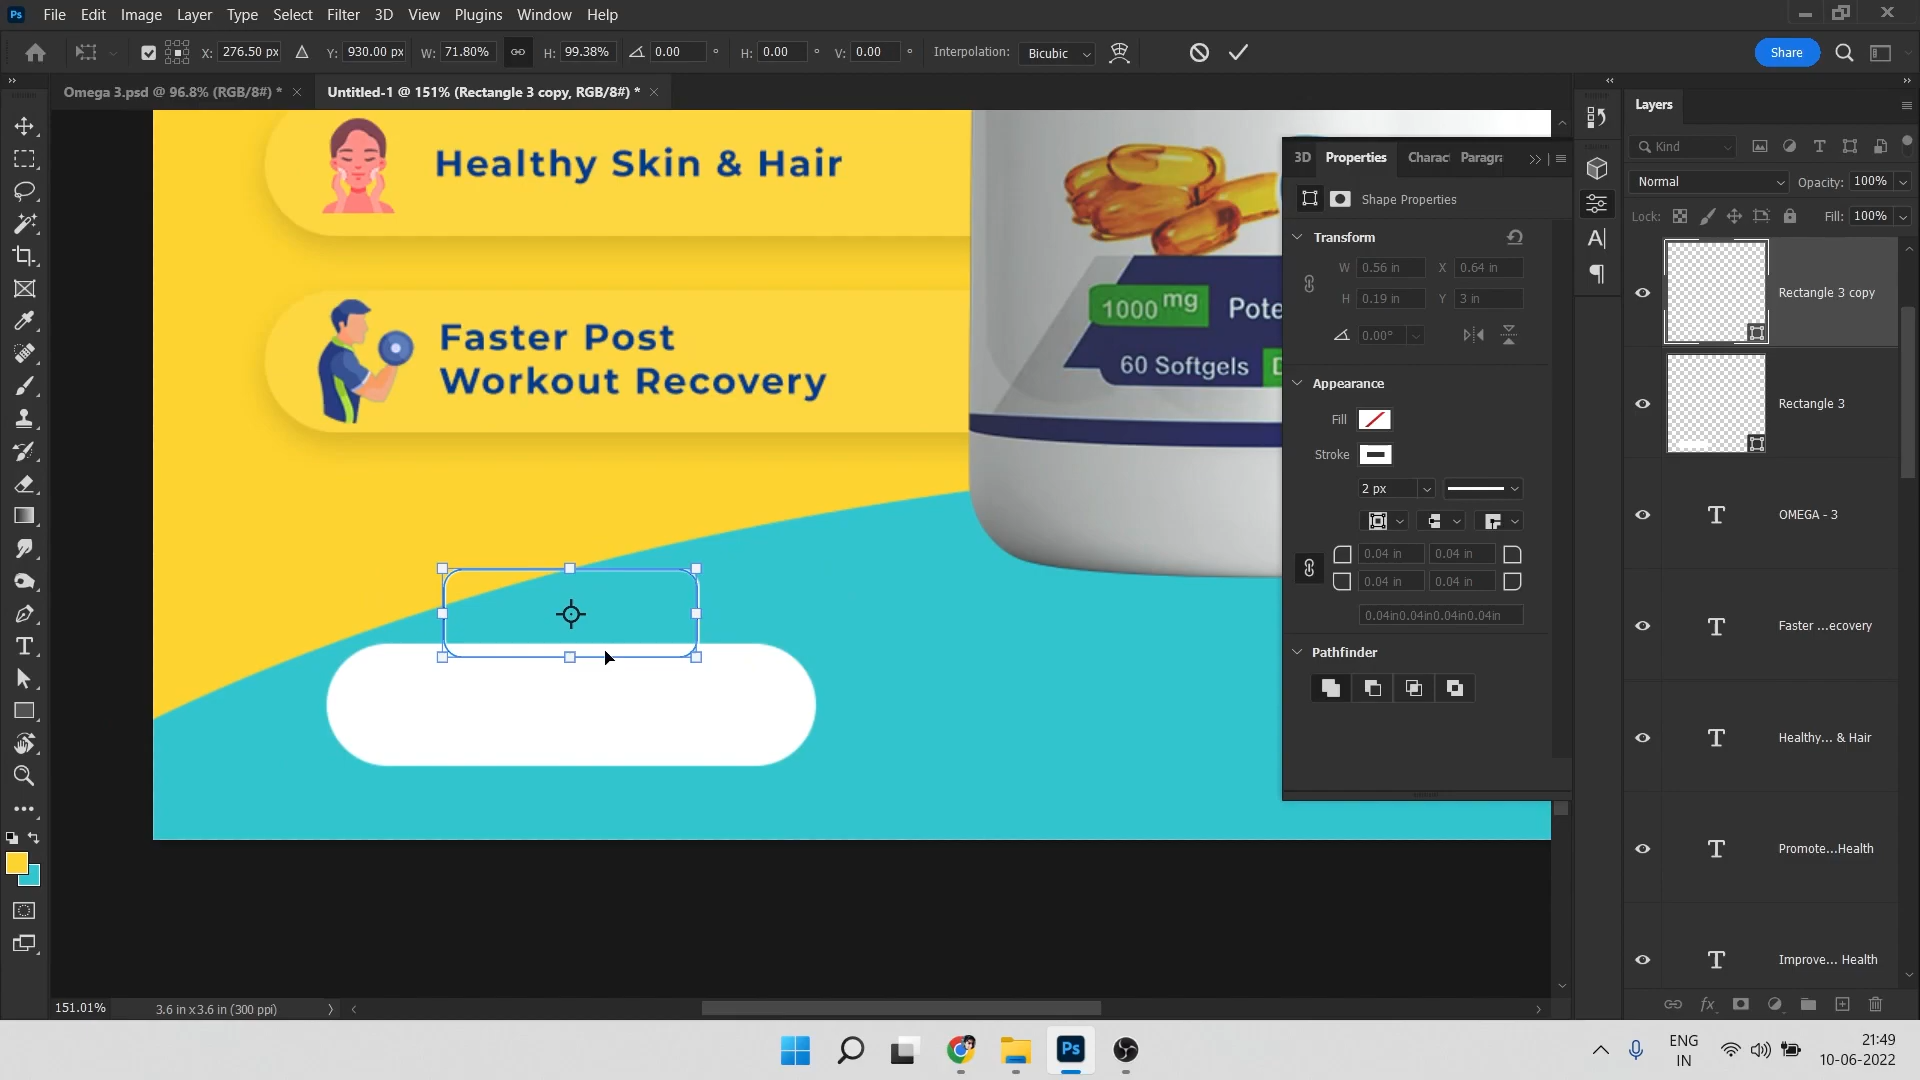 File Edit Image Layer Type Select Filter 3D View Plugins Window Help
X: 276.50 px Y: 930.00 px W: 71.80% H: 99.38% 0.00 ° H: 0.00 ° V: 0.00 ° Interpolation: Bicubic Share
Omega 3.psd @ 96.8% (RGB/8#) * Untitled-1 @ 151% (Rectangle 3 copy, RGB/8#) *
Healthy Skin & Hair
Faster Post
Workout Recovery
1000 mg Pote
60 Softgels D
3D Properties Charac Paragra
Shape Properties
Transform
W 0.56 in X 0.64 in
H 0.19 in Y 3 in
0.00°
Appearance
Fill
Stroke
2 px
0.04 in 0.04 in
0.04 in 0.04 in
0.04in0.04in0.04in0.04in
Pathfinder
Layers
Kind
Normal Opacity: 100%
Lock: Fill: 100%
Rectangle 3 copy
Rectangle 3
OMEGA - 3
Faster ...ecovery
Healthy... & Hair
Promote...Health
Improve... Health
151.01% 3.6 in x 3.6 in (300 ppi)
Ps
ENG
IN
21:49
10-06-2022